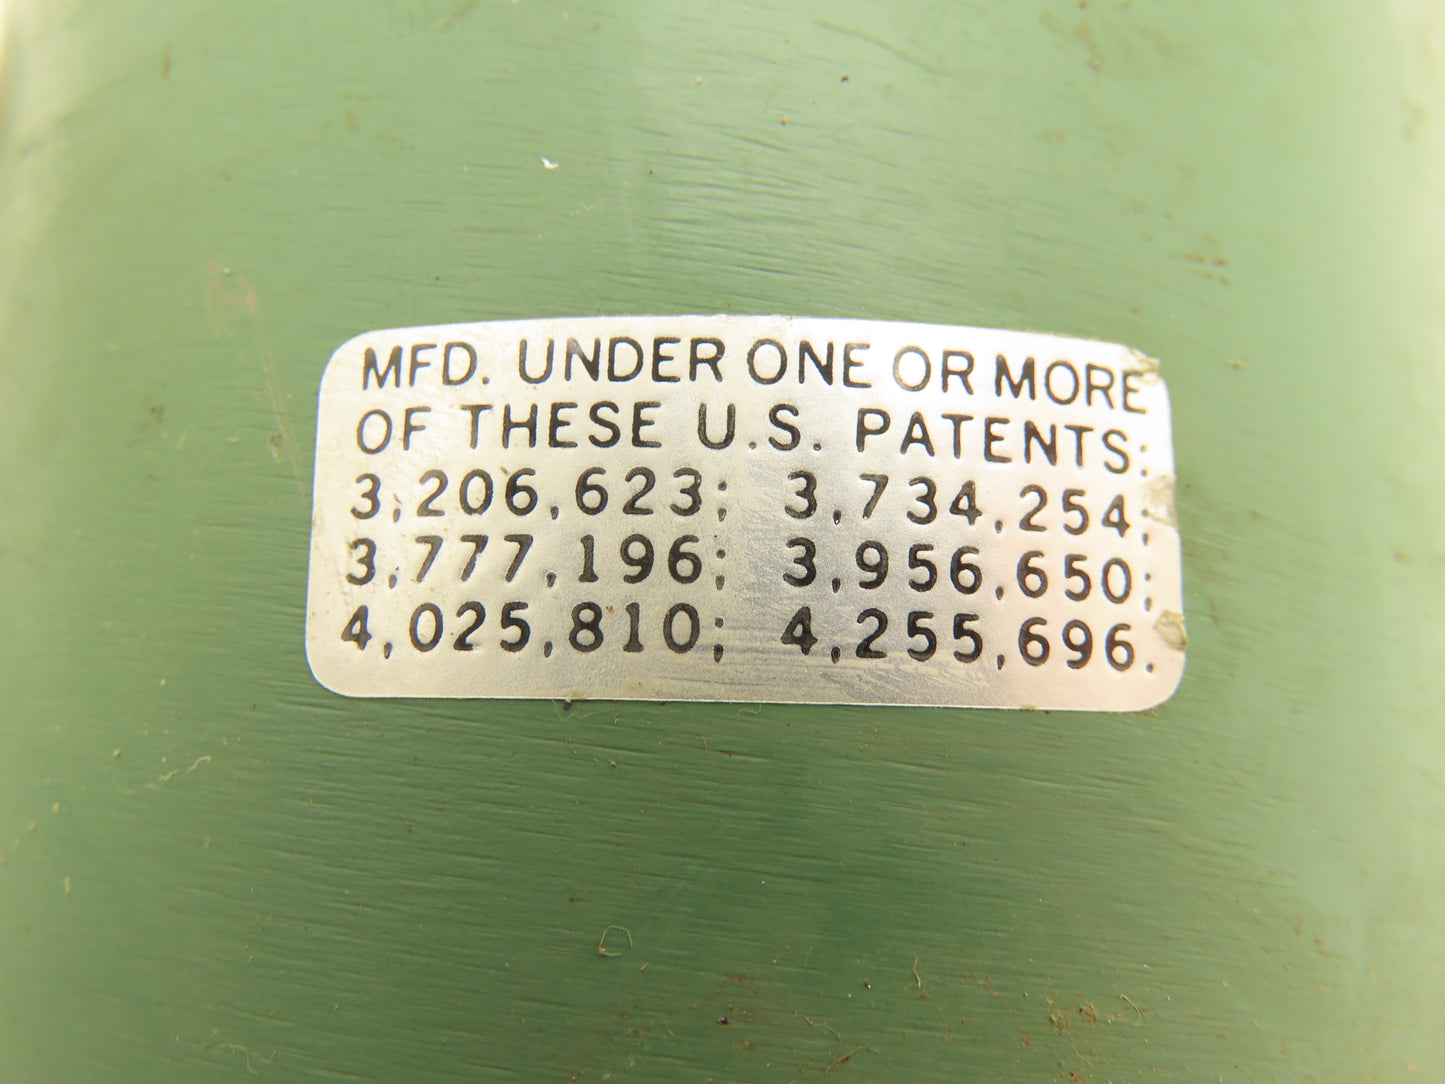 MFD. UNDER ONE OR MORE
OF THESE U.S. PATENTS:
3,206,623; 3,734,254;
3,777,196; 3,956,650;
4,025,810; 4,255,696.